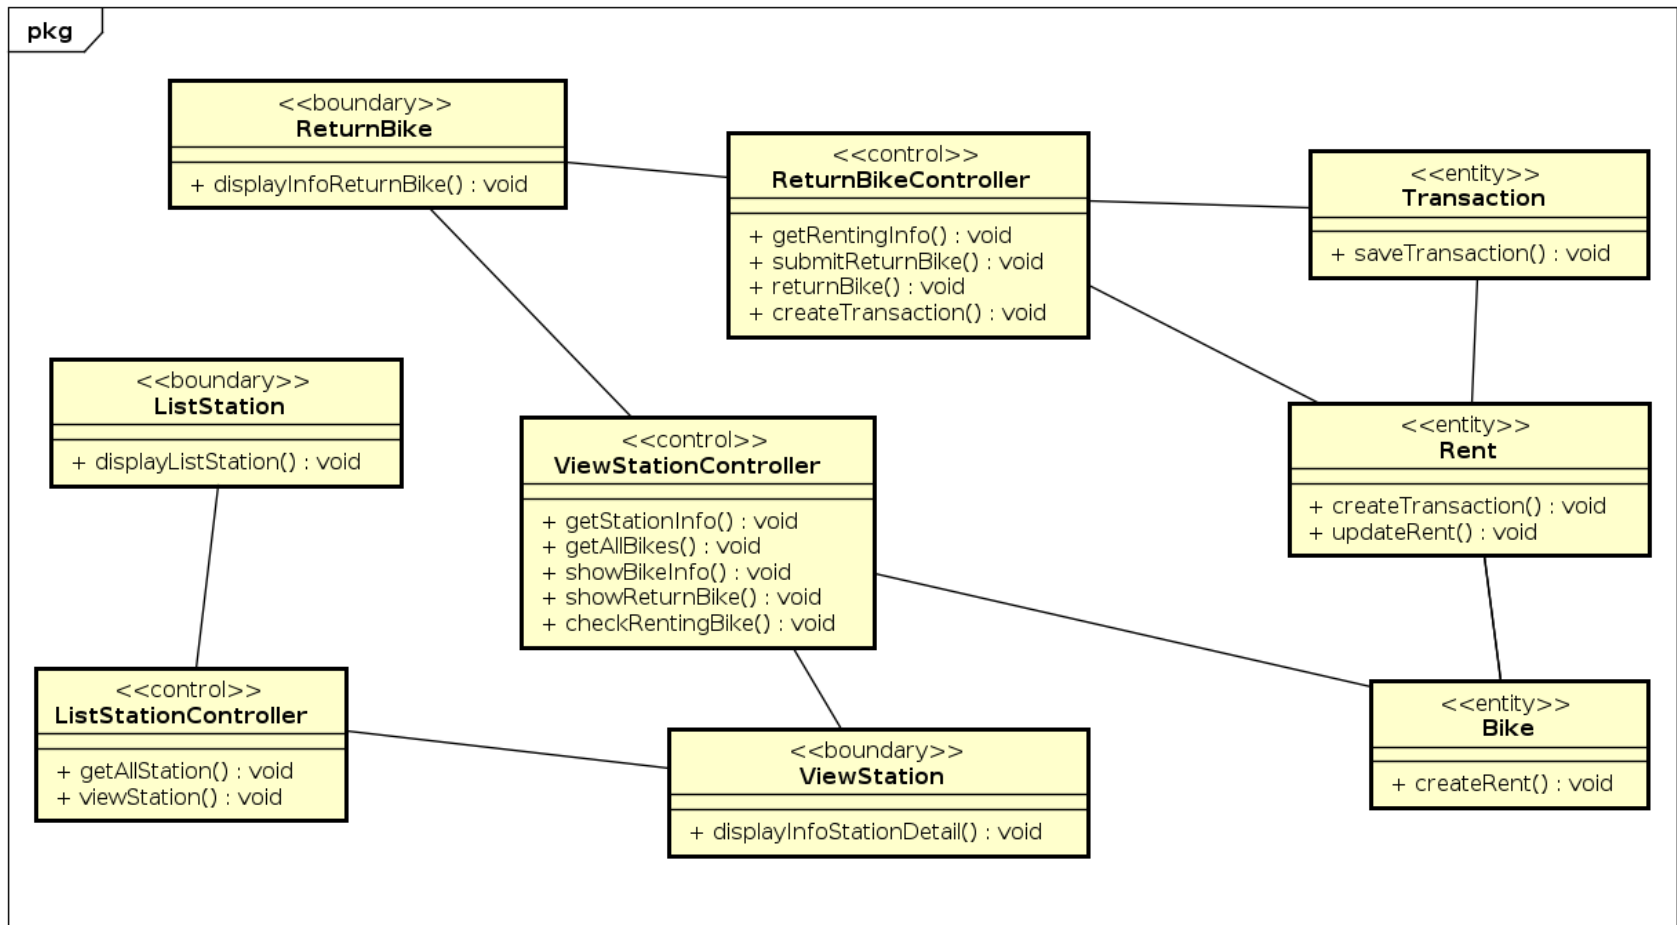 pkg
<<boundary>>
ReturnBike
+ displayInfoReturnBike() : void
<<control>>
ReturnBikeController
+ getRentingInfo() : void
+ submitReturnBike() : void
+ returnBike() : void
+ createTransaction() : void
<<entity>>
Transaction
+ saveTransaction() : void
<<boundary>>
ListStation
+ displayListStation() : void
<<control>>
ViewStationController
+ getStationInfo() : void
+ getAllBikes() : void
+ showBikeInfo() : void
+ showReturnBike() : void
+ checkRentingBike() : void
<<entity>>
Rent
+ createTransaction() : void
+ updateRent() : void
<<control>>
ListStationController
+ getAllStation() : void
+ viewStation() : void
<<boundary>>
ViewStation
+ displayInfoStationDetail() : void
<<entity>>
Bike
+ createRent() : void